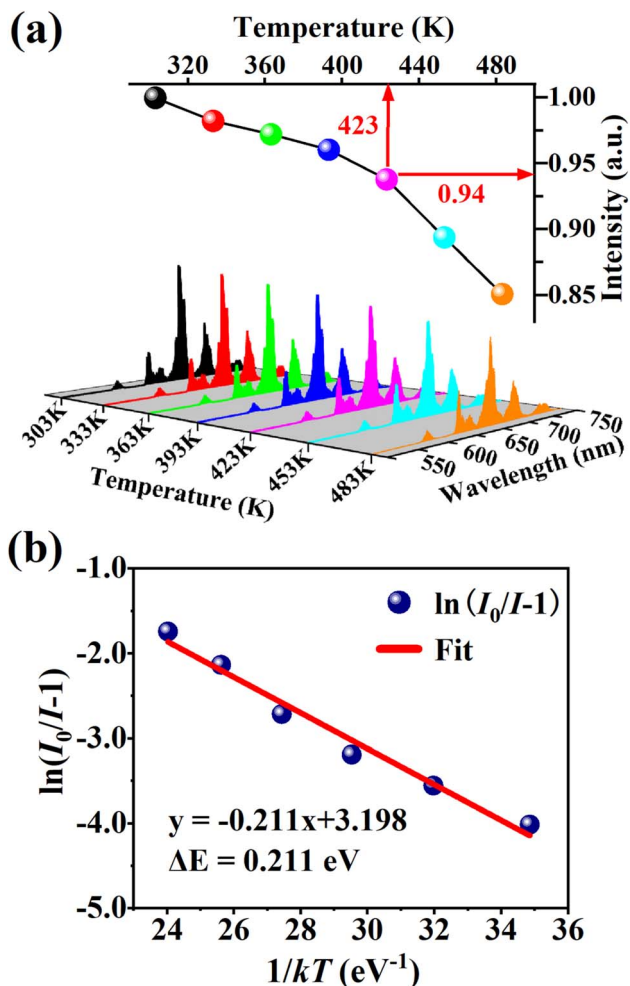 (a)
Temperature (K)
320 360 400 440 480
1.00
0.95
0.90
0.85
Intensity (a.u.)
423
0.94
303K
333K
363K
393K
423K
453K
483K
Temperature (K)
550
600
650
700
750
Wavelength (nm)
(b)
-1.0
-2.0
-3.0
-4.0
-5.0
ln(I₀/I-1)
ln (I₀/I-1)
Fit
y = -0.211x+3.198
ΔE = 0.211 eV
24 26 28 30 32 34 36
1/kT (eV⁻¹)